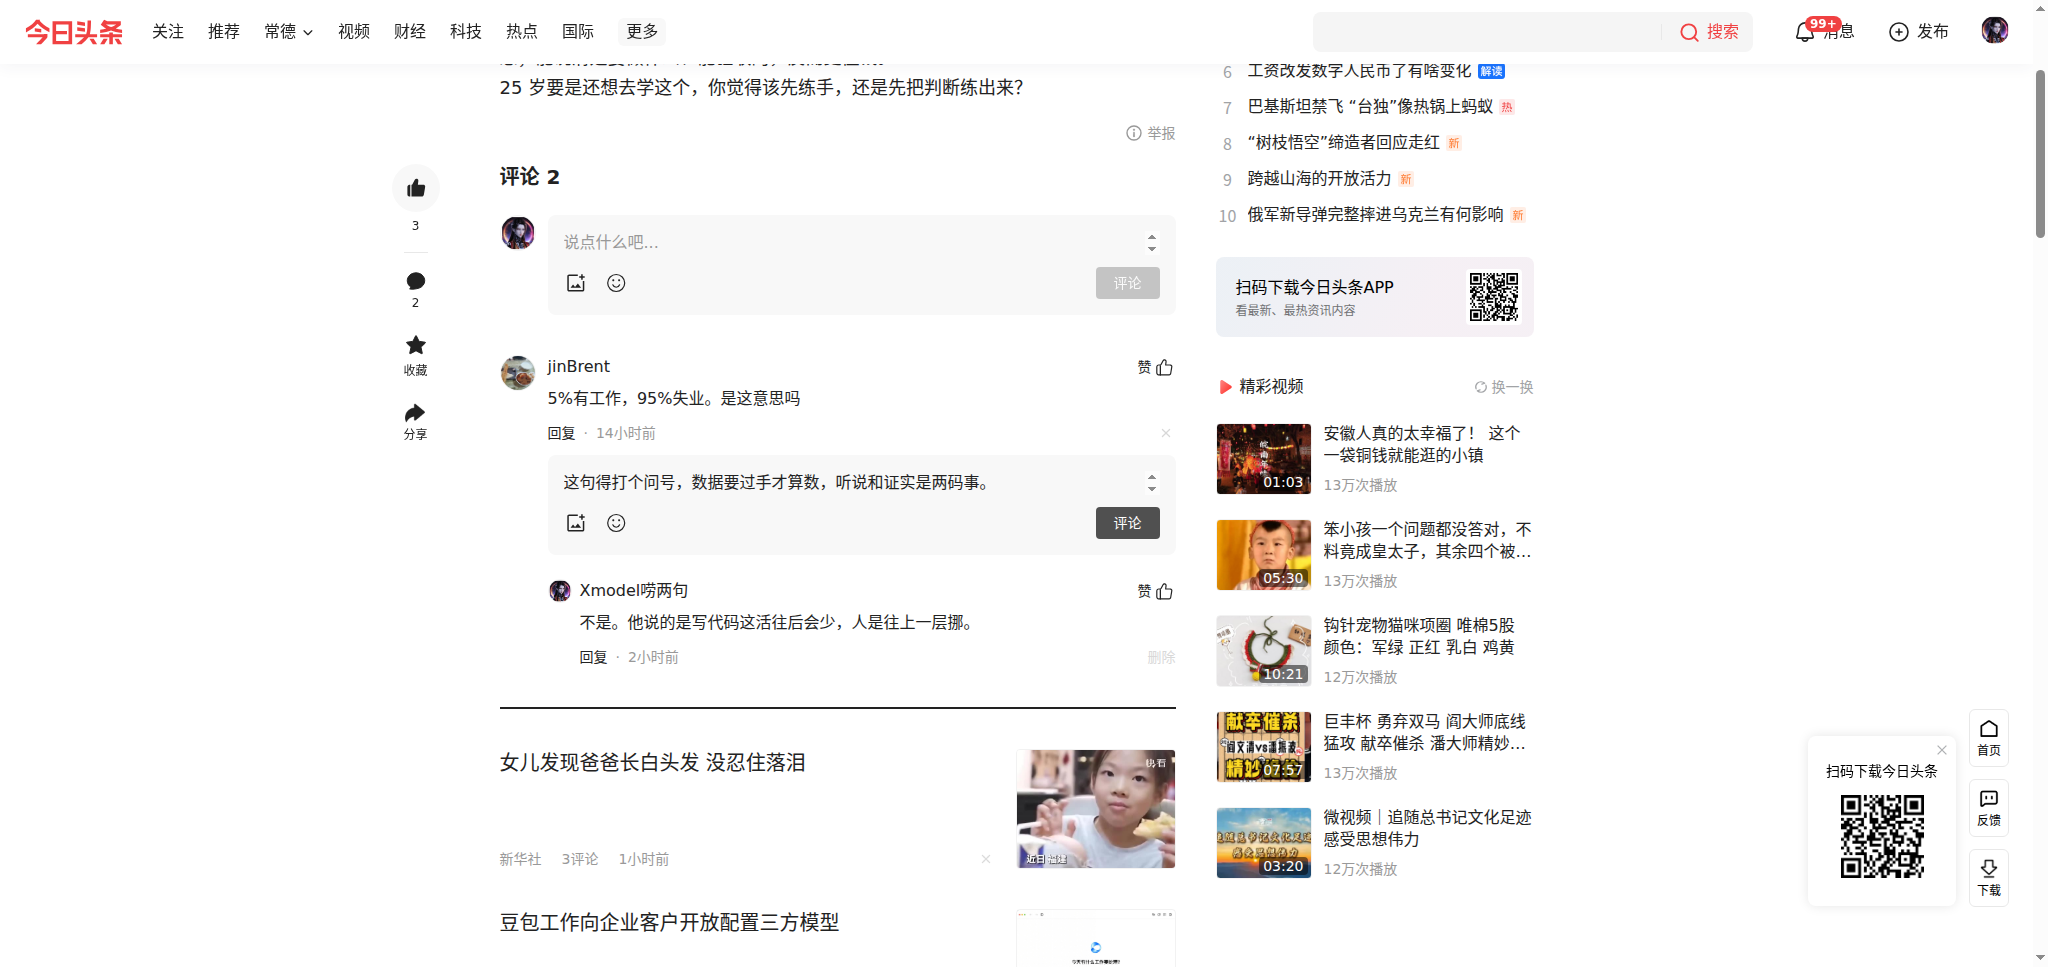 今日头条
关注
推荐
常德
视频
财经
科技
热点
国际
更多
搜索
99+
消息
发布
25 岁要是还想去学这个，你觉得该先练手，还是先把判断练出来？
举报
3
2
收藏
分享
评论 2
说点什么吧...
评论
jinBrent
赞
5%有工作，95%失业。是这意思吗
回复 · 14小时前
这句得打个问号，数据要过手才算数，听说和证实是两码事。
评论
Xmodel唠两句
赞
不是。他说的是写代码这活往后会少，人是往上一层挪。
回复 · 2小时前
删除
女儿发现爸爸长白头发 没忍住落泪
新华社 3评论 1小时前
近日 福建
豆包工作向企业客户开放配置三方模型
6 工资改发数字人民币了有啥变化 解读
7 巴基斯坦禁飞 “台独”像热锅上蚂蚁 热
8 “树枝悟空”缔造者回应走红 新
9 跨越山海的开放活力 新
10 俄军新导弹完整摔进乌克兰有何影响 新
扫码下载今日头条APP
看最新、最热资讯内容
精彩视频
换一换
01:03
安徽人真的太幸福了！ 这个
一袋铜钱就能逛的小镇
13万次播放
05:30
笨小孩一个问题都没答对，不
料竟成皇太子，其余四个被...
13万次播放
10:21
钩针宠物猫咪项圈 唯棉5股
颜色：军绿 正红 乳白 鸡黄
12万次播放
献卒催杀
07:57
巨丰杯 勇弃双马 阎大师底线
猛攻 献卒催杀 潘大师精妙...
13万次播放
03:20
微视频｜追随总书记文化足迹
感受思想伟力
12万次播放
扫码下载今日头条
首页
反馈
下载